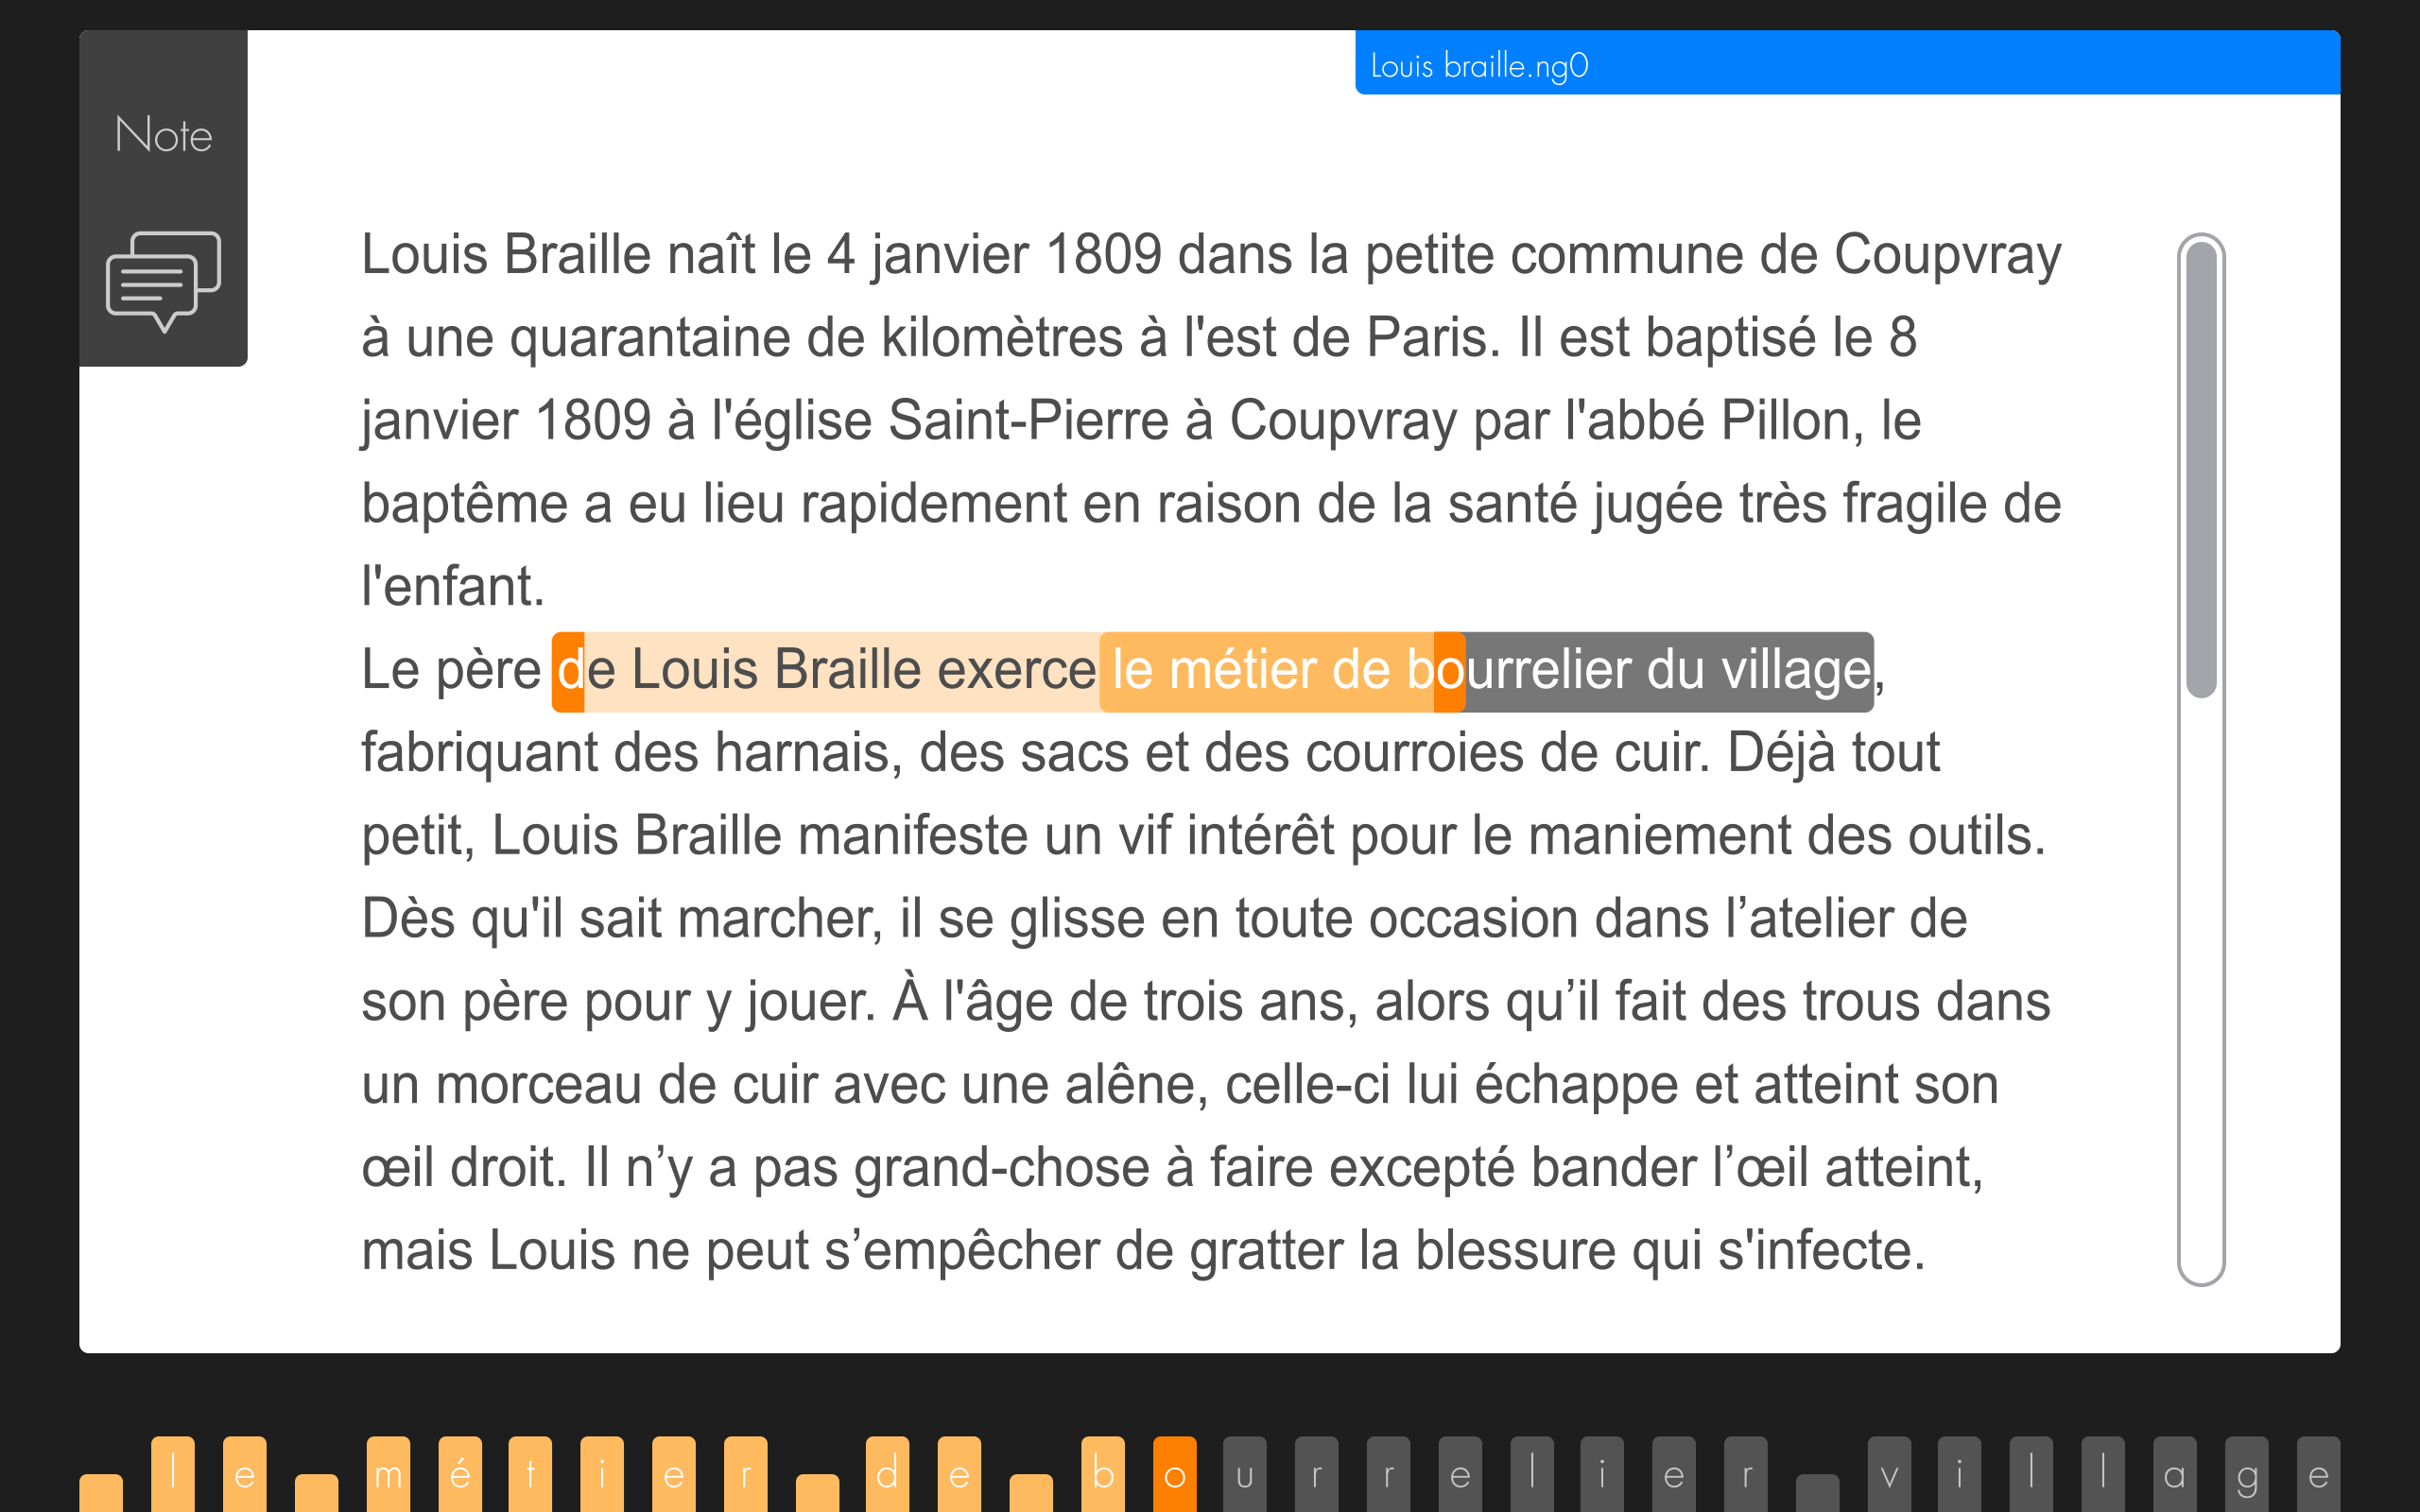 Note
Louis braille.ng0
Louis Braille naît le 4 janvier 1809 dans la petite commune de Coupvray
à une quarantaine de kilomètres à l'est de Paris. Il est baptisé le 8
janvier 1809 à l'église Saint-Pierre à Coupvray par l'abbé Pillon, le
baptême a eu lieu rapidement en raison de la santé jugée très fragile de
l'enfant.
Le père de Louis Braille exerce le métier de bourrelier du village,
fabriquant des harnais, des sacs et des courroies de cuir. Déjà tout
petit, Louis Braille manifeste un vif intérêt pour le maniement des outils.
Dès qu'il sait marcher, il se glisse en toute occasion dans l’atelier de
son père pour y jouer. À l'âge de trois ans, alors qu’il fait des trous dans
un morceau de cuir avec une alêne, celle-ci lui échappe et atteint son
œil droit. Il n’y a pas grand-chose à faire excepté bander l’œil atteint,
mais Louis ne peut s’empêcher de gratter la blessure qui s'infecte.
le métier de bourrelier village